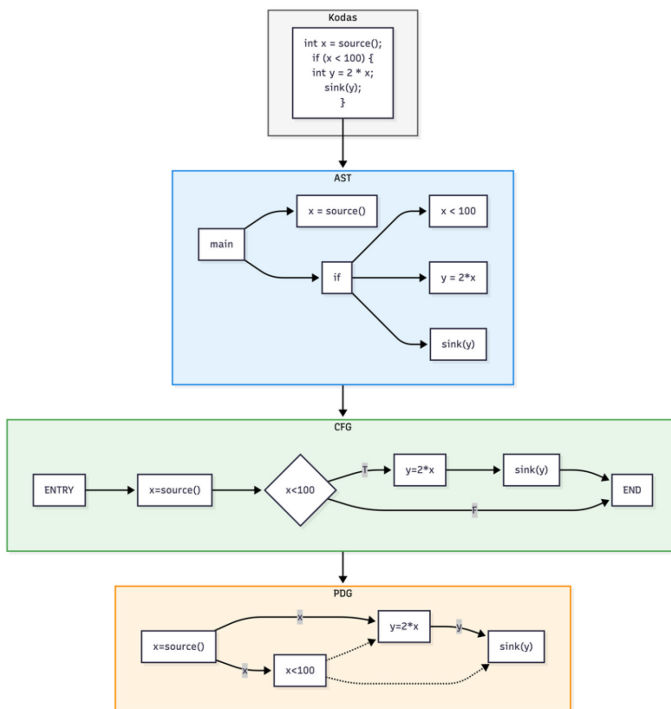 Kodas
int x = source();
if (x < 100) {
int y = 2 * x;
sink(y);
}
AST
x = source()
x < 100
main
if
y = 2*x
sink(y)
CFG
ENTRY
x=source()
x<100
T
y=2*x
sink(y)
F
END
PDG
x=source()
x
x
x<100
y=2*x
y
sink(y)